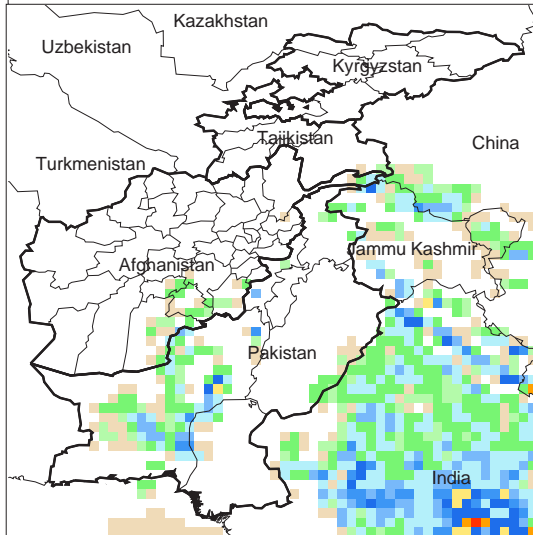 Kazakhstan
Uzbekistan
Kyrgyzstan
Tajikistan
China
Turkmenistan
Jammu Kashmir
Afghanistan
Pakistan
India